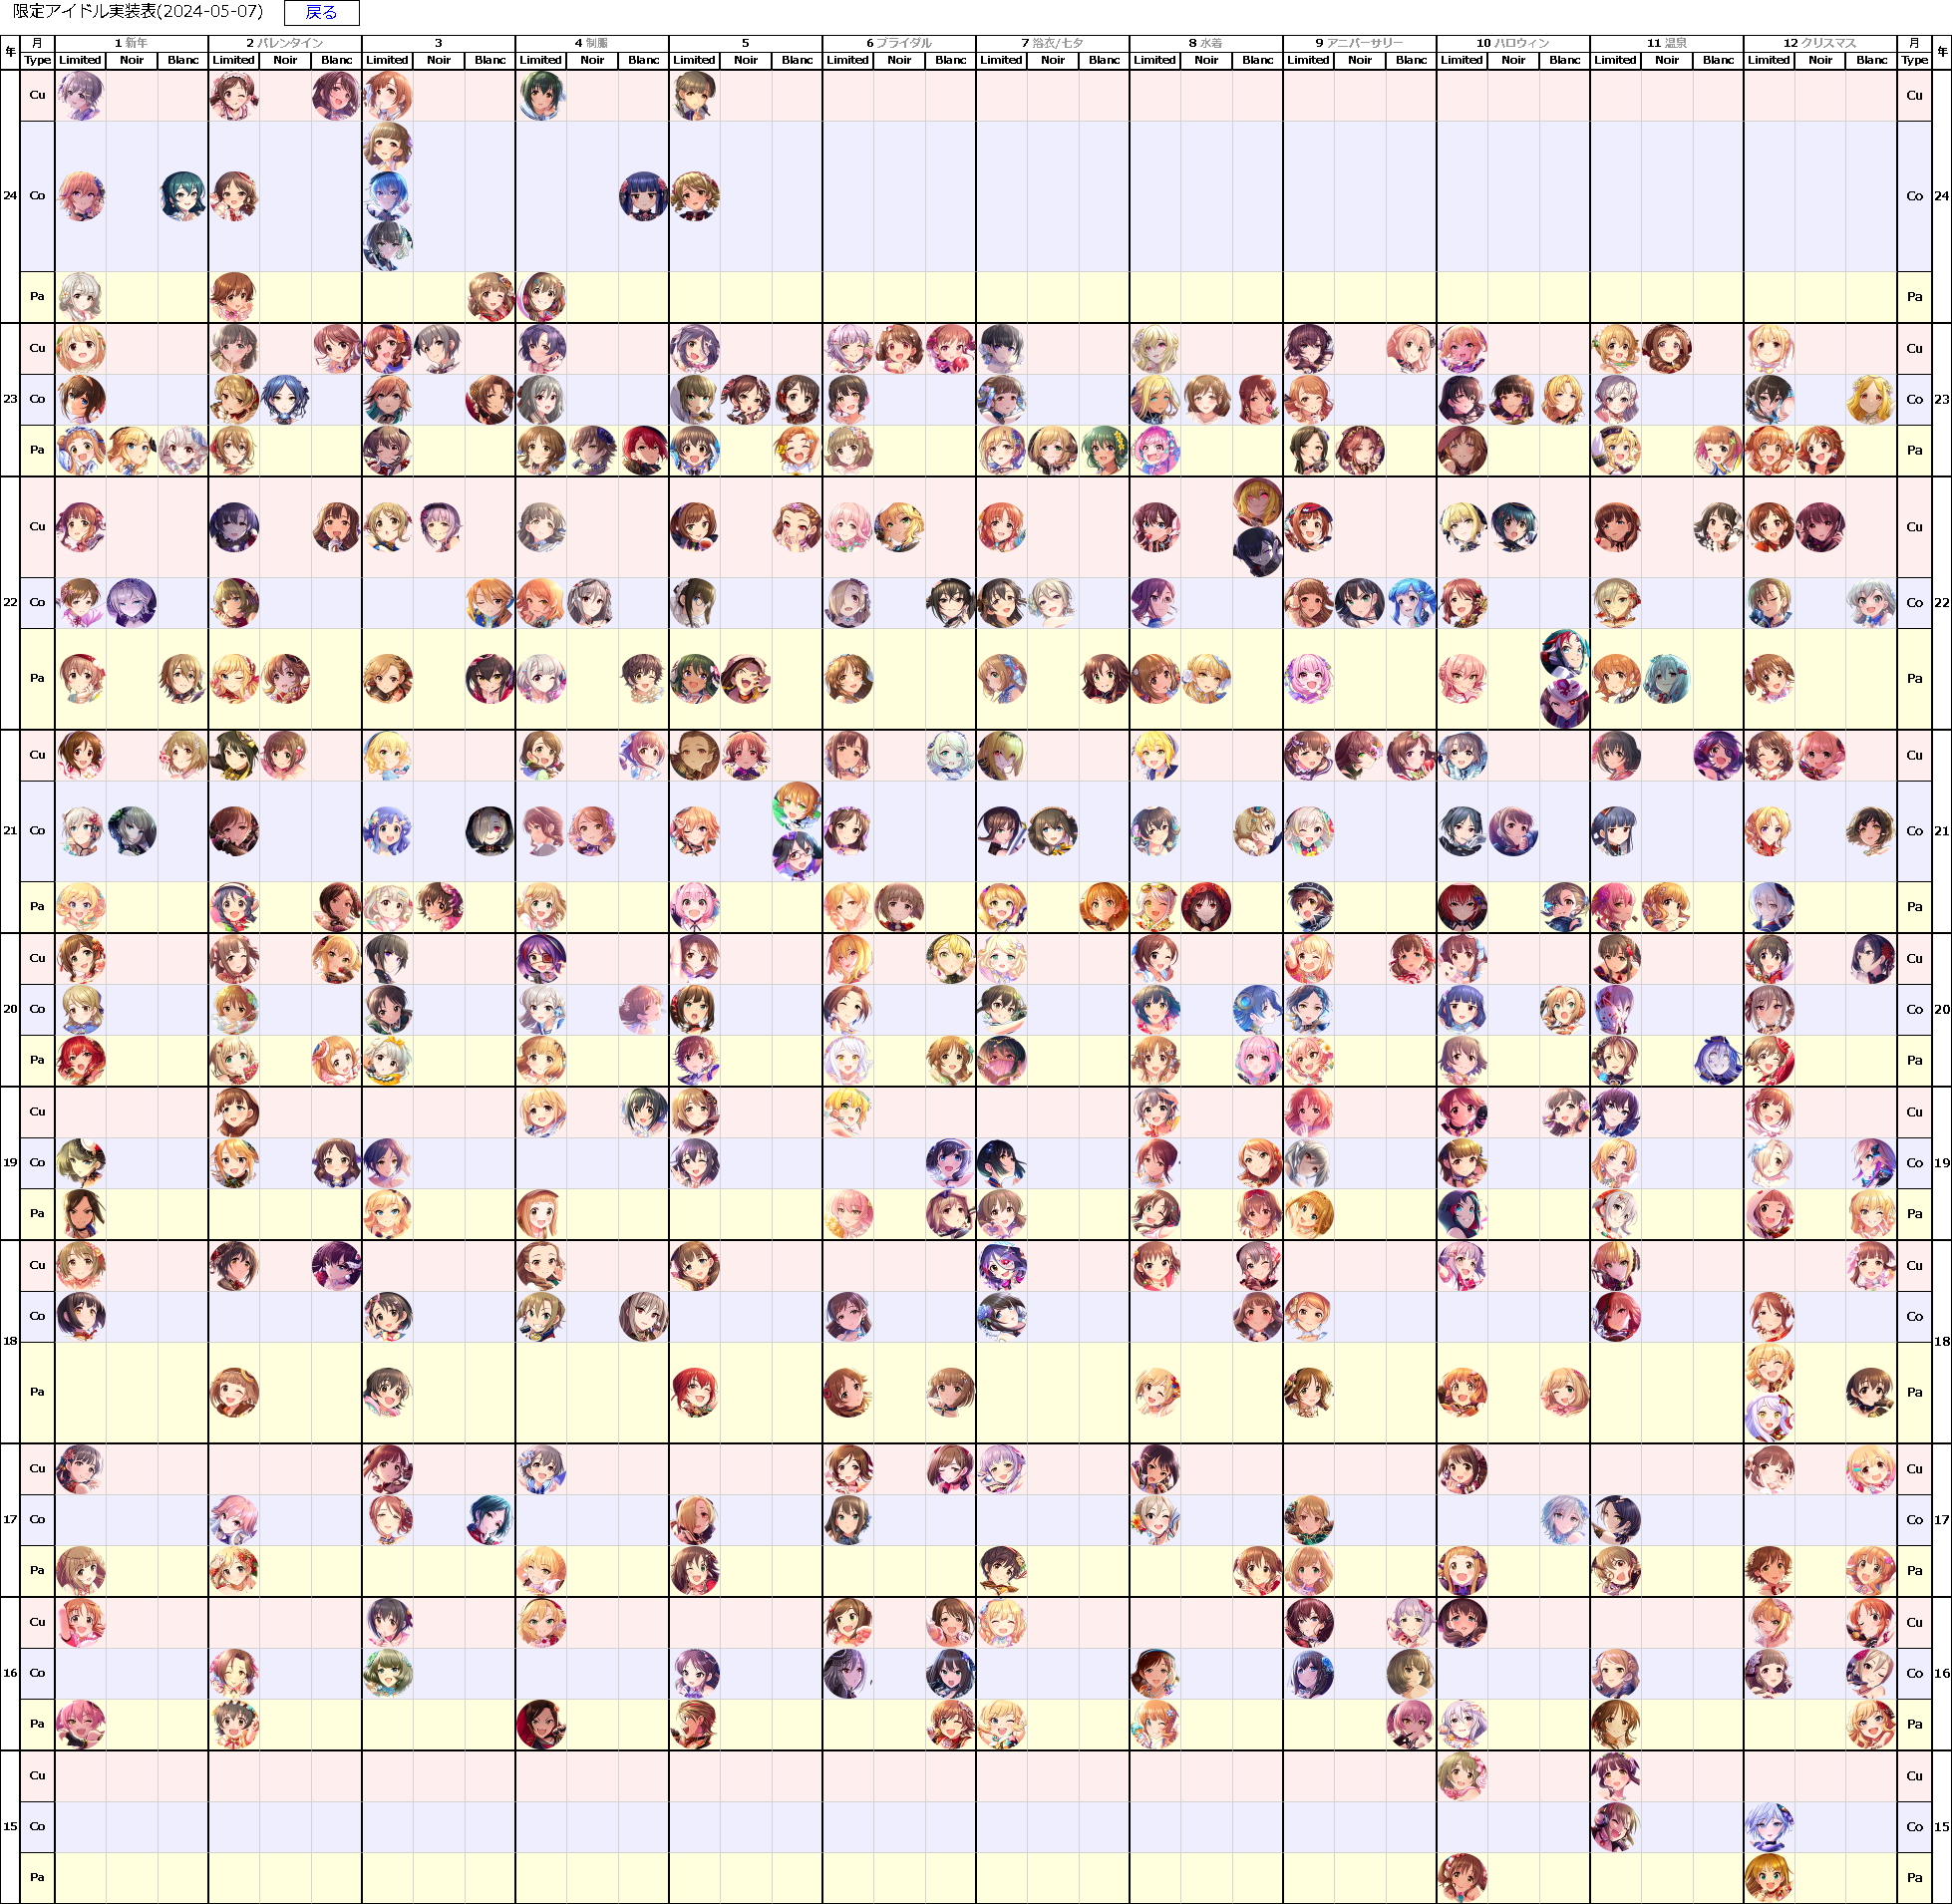 限定アイドル実装表(2024-05-07) 戻る
年 月 1 新年 2 バレンタイン 3 4 制服 5 6 ブライダル 7 浴衣/七夕 8 水着 9 アニバーサリー 10 ハロウィン 11 温泉 12 クリスマス 月 年
Type Limited Noir Blanc Limited Noir Blanc Limited Noir Blanc Limited Noir Blanc Limited Noir Blanc Limited Noir Blanc Limited Noir Blanc Limited Noir Blanc Limited Noir Blanc Limited Noir Blanc Limited Noir Blanc Limited Noir Blanc Type
Cu Cu
24 Co Co 24
Pa Pa
Cu Cu
23 Co Co 23
Pa Pa
Cu Cu
22 Co Co 22
Pa Pa
Cu Cu
21 Co Co 21
Pa Pa
Cu Cu
20 Co Co 20
Pa Pa
Cu Cu
19 Co Co 19
Pa Pa
Cu Cu
Co Co
18 18
Pa Pa
Cu Cu
17 Co Co 17
Pa Pa
Cu Cu
16 Co Co 16
Pa Pa
Cu Cu
15 Co Co 15
Pa Pa